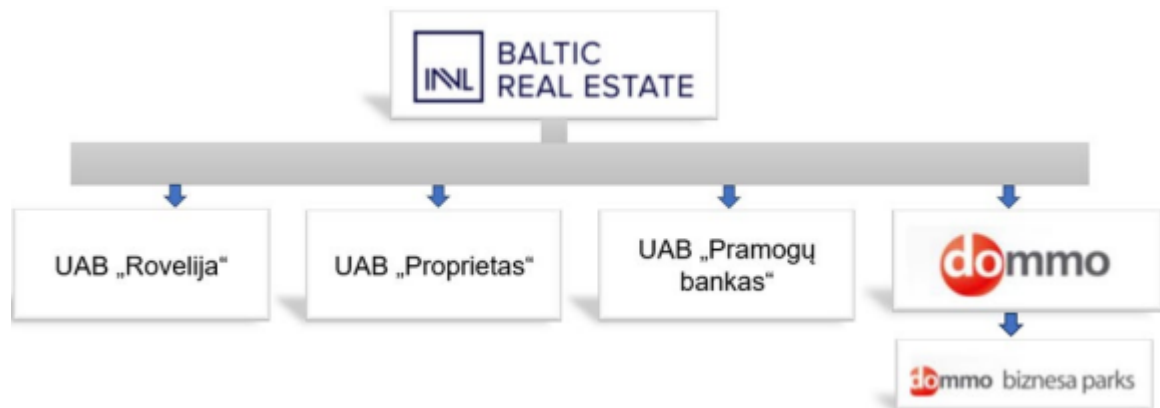 INVL
BALTIC
REAL ESTATE
UAB „Rovelija“
UAB „Proprietas“
UAB „Pramogų
bankas“
dommo
dommo biznesa parks